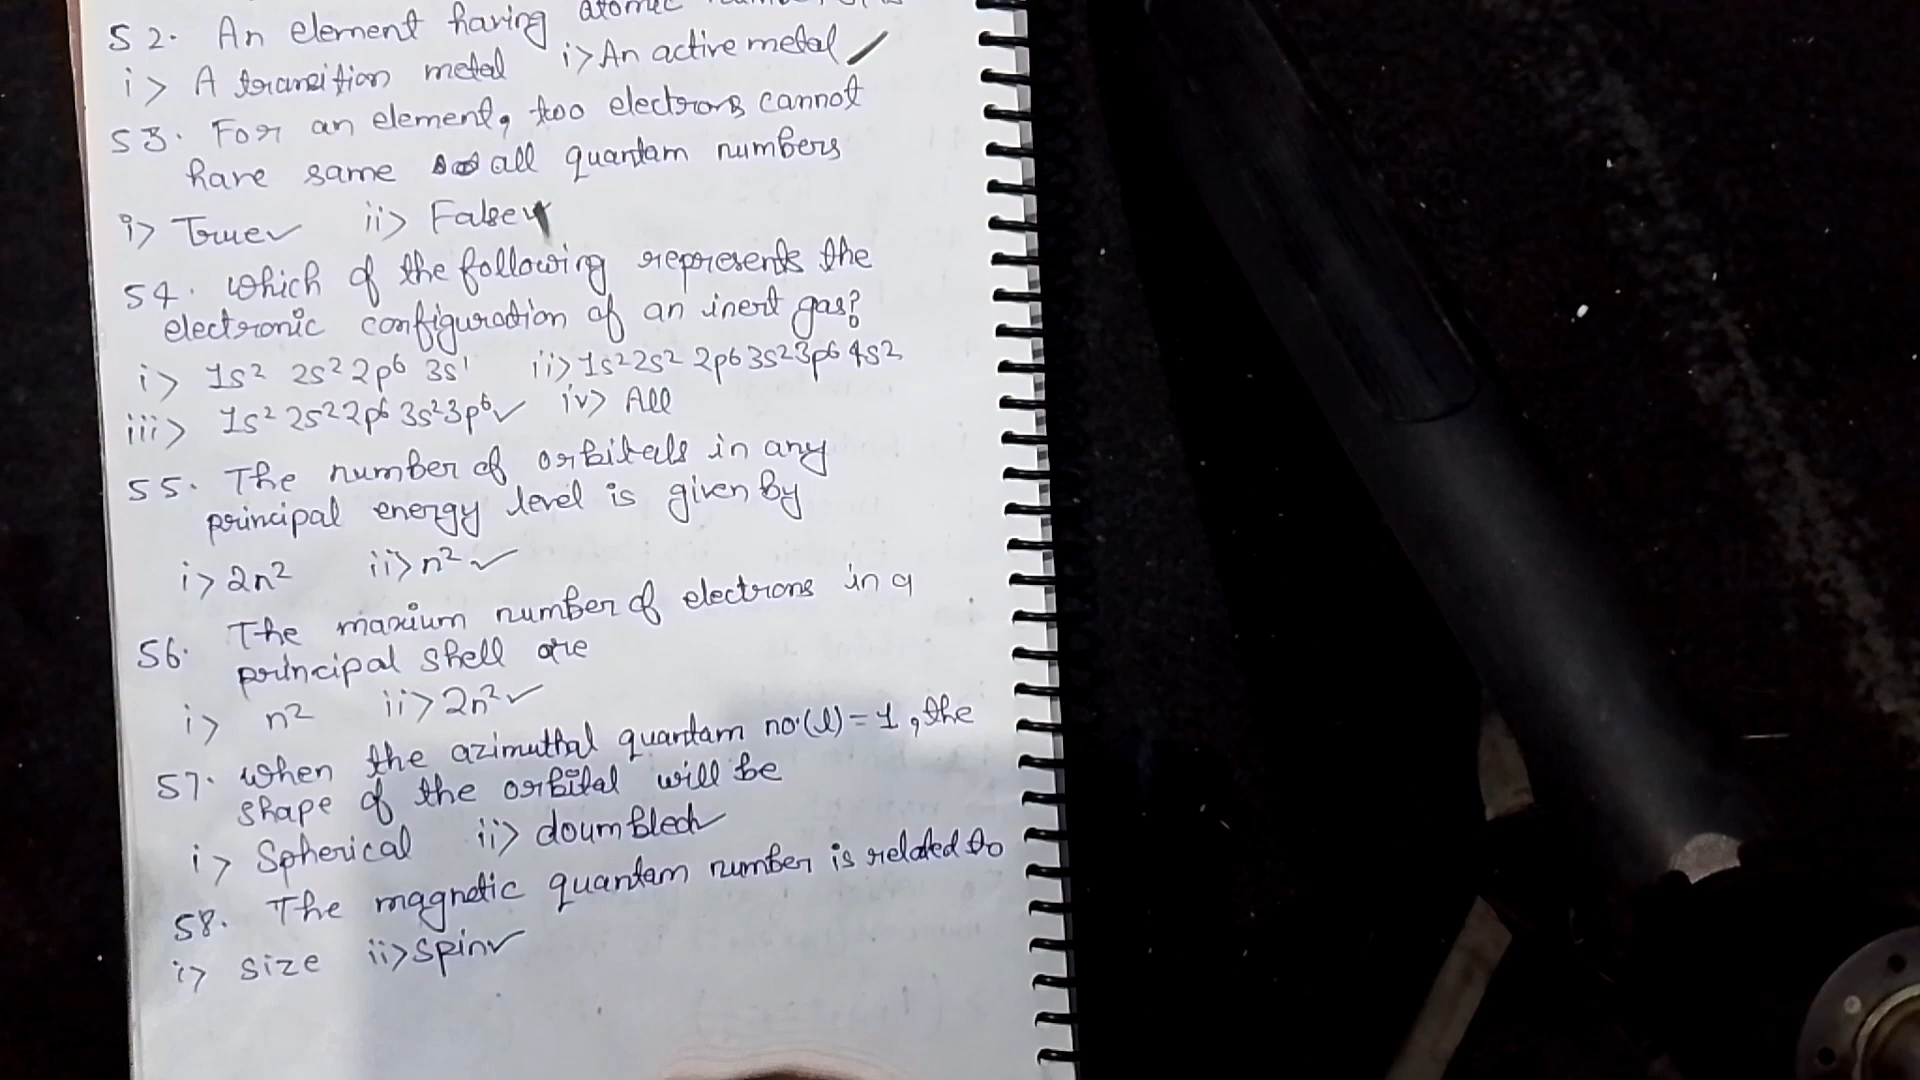 52. An element having atomic
i> A transition metal i> An active metal
53. For an element, too electrons cannot
have same all quantam numbers
i> True ii> False
54. Which of the following represents the
electronic configuration of an inert gas?
i> 1s² 2s² 2p⁶ 3s¹ ii> 1s² 2s² 2p6 3s² 3p6 4s2
iii> 1s² 2s² 2p⁶ 3s² 3p⁶ iv> All
55. The number of orbitals in any
principal energy level is given by
i> 2n² ii> n²
56. The maxium number of electrons in a
principal shell are
i> n² ii> 2n²
57. When the azimuthal quantam no.(l) = 1, the
shape of the orbital will be
i> Spherical ii> doumbled
58. The magnetic quantam number is related to
i> size ii> spin